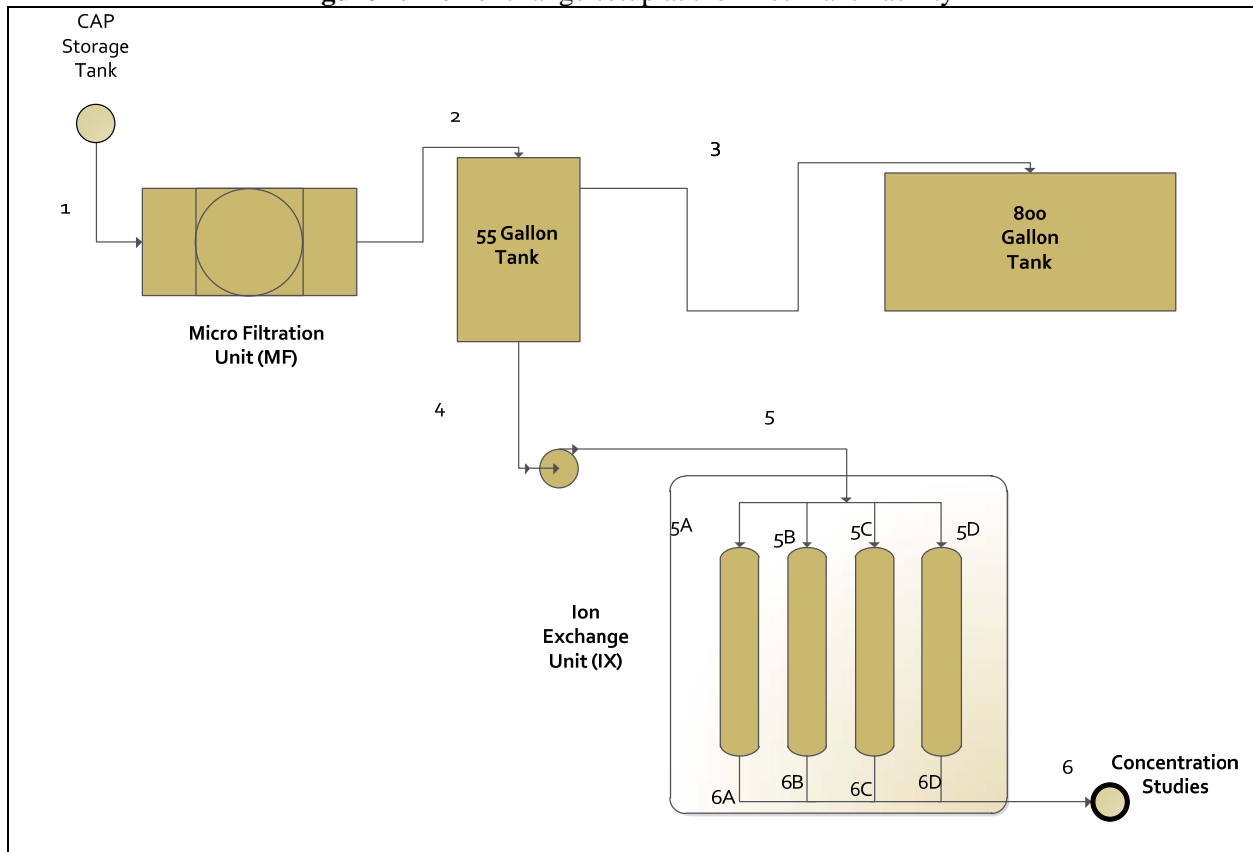 CAP
Storage
Tank
1
2
3
55 Gallon
Tank
800
Gallon
Tank
Micro Filtration
Unit (MF)
4
5
5A
5B
5C
5D
Ion
Exchange
Unit (IX)
6A
6B
6C
6D
6
Concentration
Studies